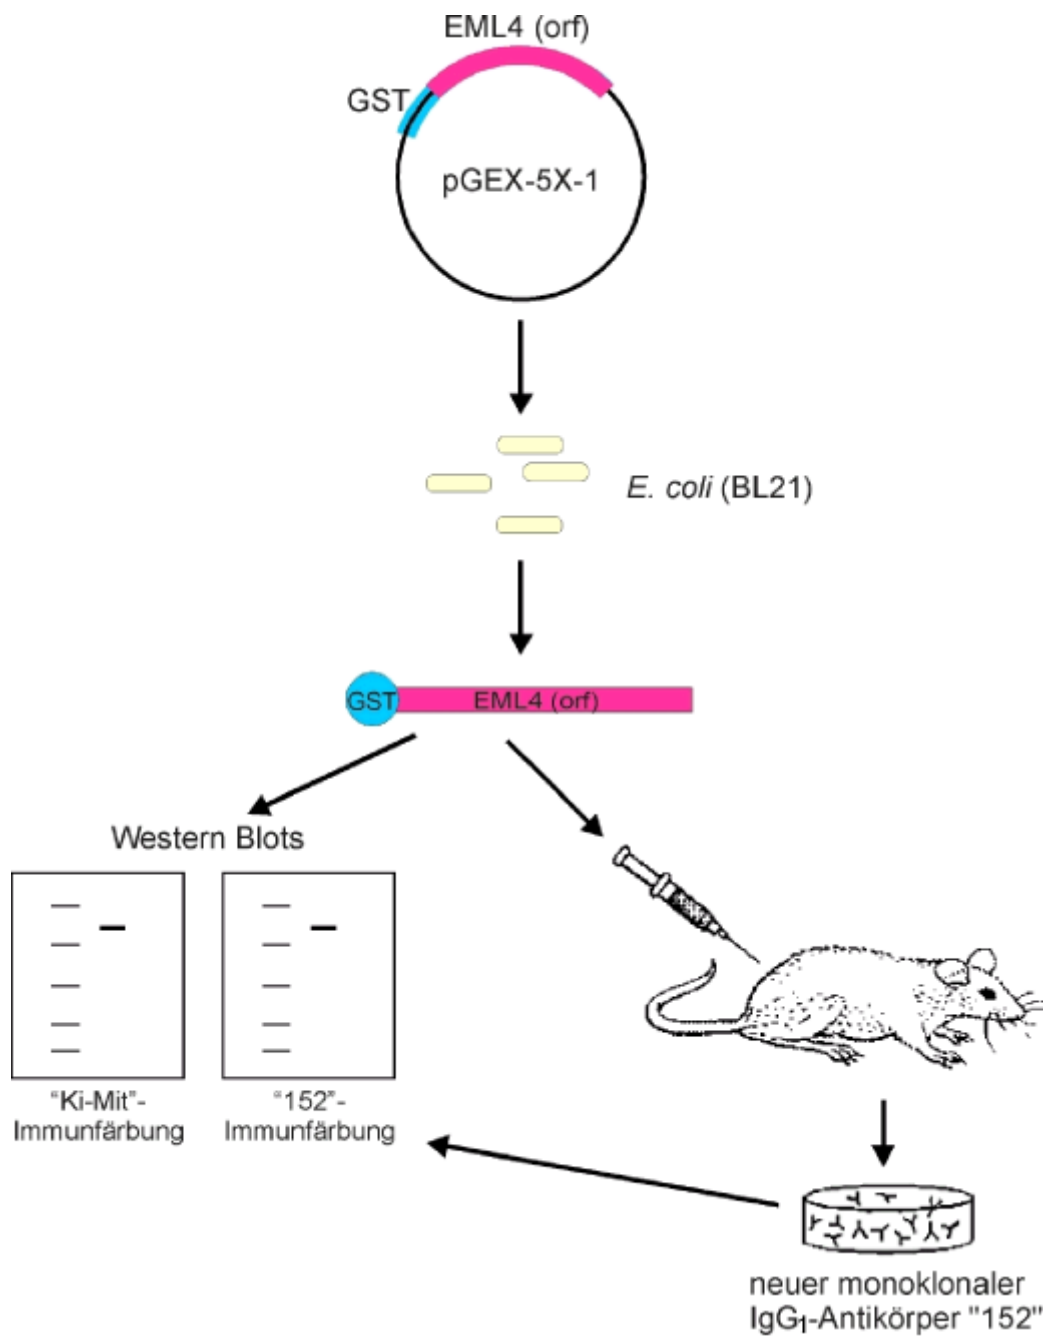 EML4 (orf)
GST
pGEX-5X-1
E. coli (BL21)
GST
EML4 (orf)
Western Blots
"Ki-Mit"-
Immunfärbung
"152"-
Immunfärbung
neuer monoklonaler
IgG₁-Antikörper "152"